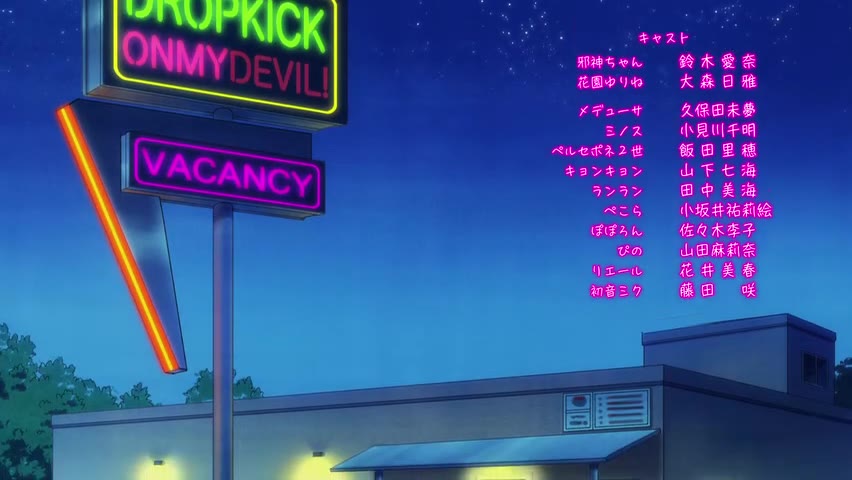 DROPKICK
ONMYDEVIL!
VACANCY
キャスト
邪神ちゃん 鈴木愛奈
花園ゆりね 大森日雅
メデューサ 久保田未夢
ミノス 小見川千明
ペルセポネ2世 飯田里穂
キョンキョン 山下七海
ランラン 田中美海
ぺこら 小坂井祐莉絵
ぽぽろん 佐々木李子
ぴの 山田麻莉奈
リエール 花井美春
初音ミク 藤田 咲